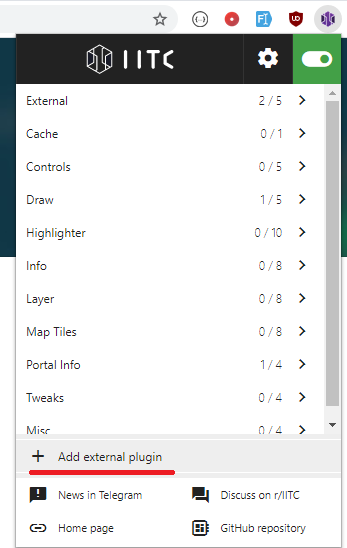 IITC
External 2 / 5
Cache 0 / 1
Controls 0 / 5
Draw 1 / 5
Highlighter 0 / 10
Info 0 / 8
Layer 0 / 8
Map Tiles 0 / 8
Portal Info 1 / 4
Tweaks 0 / 4
Misc 0 / 4
Add external plugin
News in Telegram Discuss on r/IITC
Home page GitHub repository